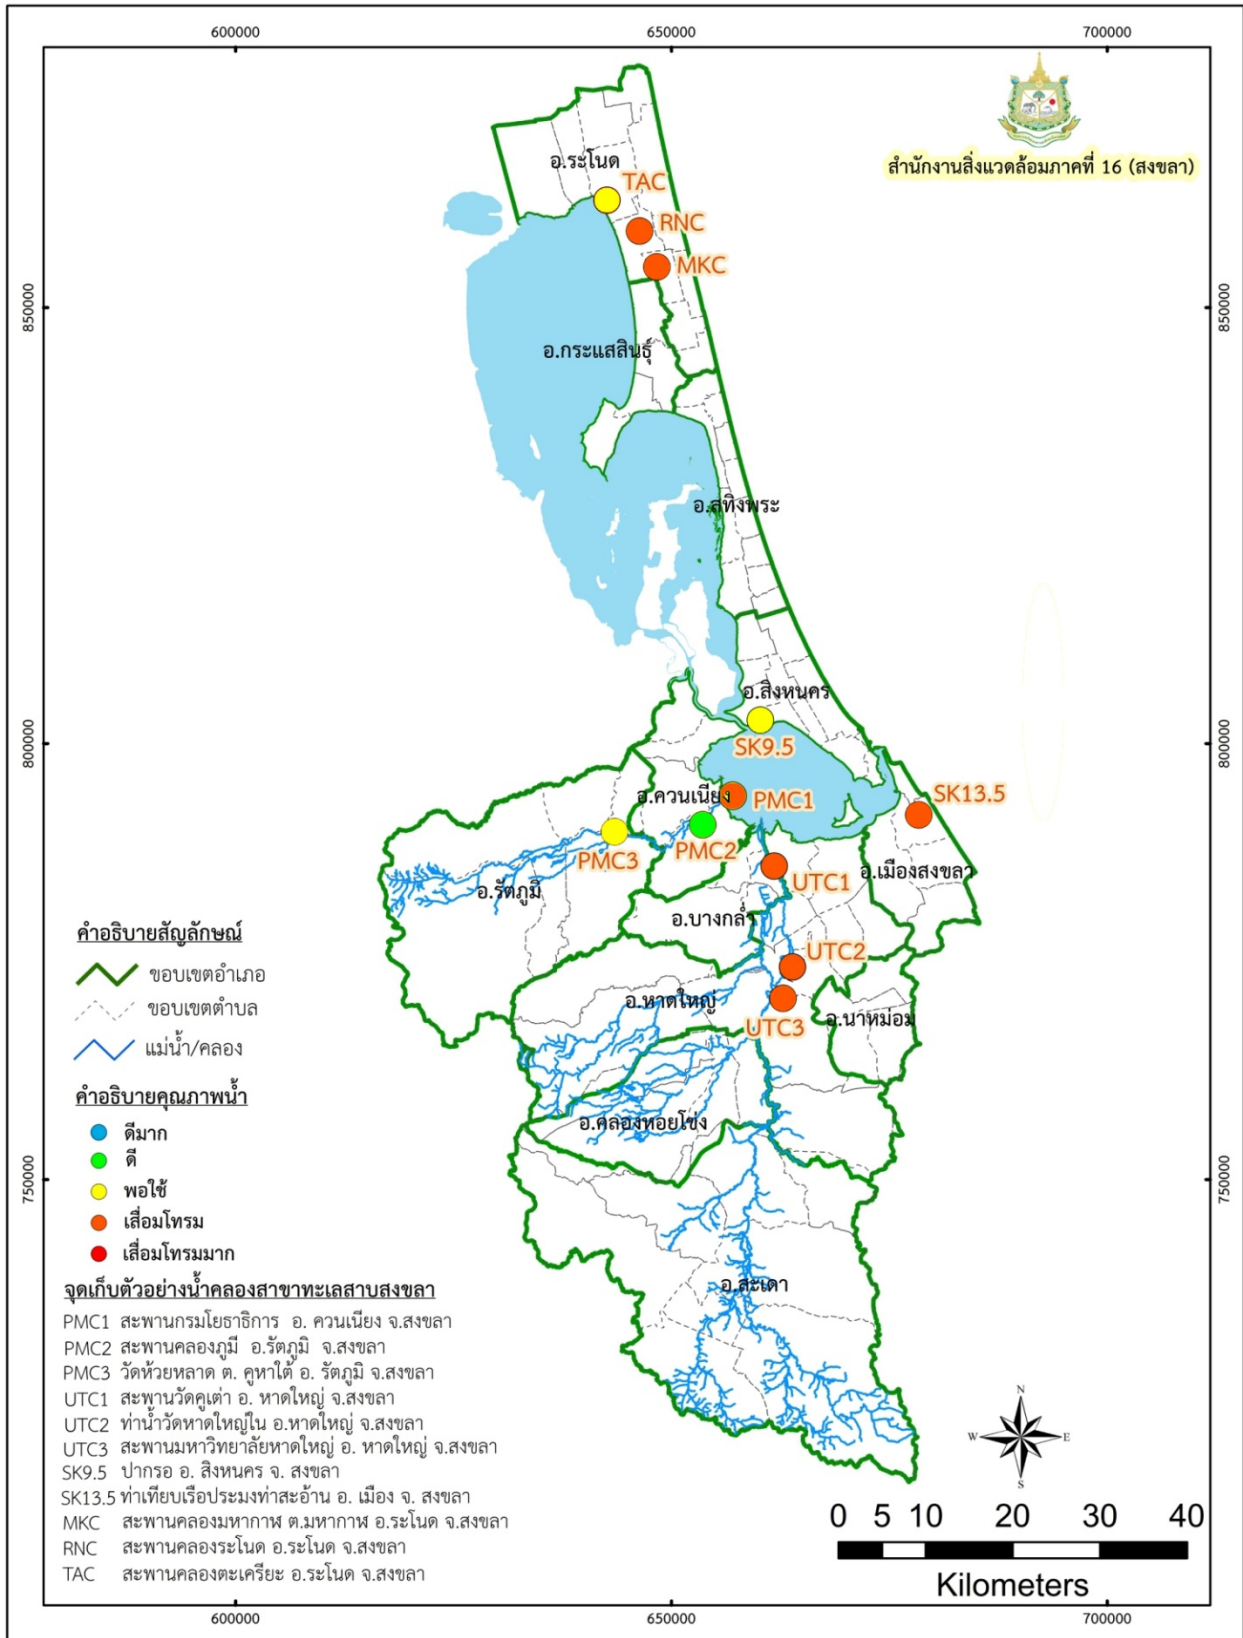 600000
650000
700000
สำนักงานสิ่งแวดล้อมภาคที่ 16 (สงขลา)
อ.ระโนด
TAC
RNC
MKC
850000
850000
อ.กระแสสินธุ์
อ.สทิงพระ
อ.สิงหนคร
SK9.5
800000
800000
อ.ควนเนียง
PMC1
SK13.5
PMC3
PMC2
UTC1
อ.เมืองสงขลา
อ.รัตภูมี
อ.บางกล่ำ
คำอธิบายสัญลักษณ์
ขอบเขตอำเภอ
ขอบเขตตำบล
แม่น้ำ/คลอง
UTC2
อ.หาดใหญ่
UTC3
อ.นาหม่อม
คำอธิบายคุณภาพน้ำ
ดีมาก
ดี
พอใช้
เสื่อมโทรม
เสื่อมโทรมมาก
อ.คลองหอยโข่ง
750000
750000
อ.สะเดา
จุดเก็บตัวอย่างน้ำคลองสาขาทะเลสาบสงขลา
PMC1 สะพานกรมโยธาธิการ อ. ควนเนียง จ.สงขลา
PMC2 สะพานคลองภูมี อ.รัตภูมิ จ.สงขลา
PMC3 วัดห้วยหลาด ต. คูหาใต้ อ. รัตภูมิ จ.สงขลา
UTC1 สะพานวัดคูเต่า อ. หาดใหญ่ จ.สงขลา
UTC2 ท่าน้ำวัดหาดใหญ่ใน อ.หาดใหญ่ จ.สงขลา
UTC3 สะพานมหาวิทยาลัยหาดใหญ่ อ. หาดใหญ่ จ.สงขลา
SK9.5 ปากรอ อ. สิงหนคร จ. สงขลา
SK13.5 ท่าเทียบเรือประมงท่าสะอ้าน อ. เมือง จ. สงขลา
MKC สะพานคลองมหากาฬ ต.มหากาฬ อ.ระโนด จ.สงขลา
RNC สะพานคลองระโนด อ.ระโนด จ.สงขลา
TAC สะพานคลองตะเครียะ อ.ระโนด จ.สงขลา
N
W
E
S
0 5 10 20 30 40
Kilometers
600000
650000
700000